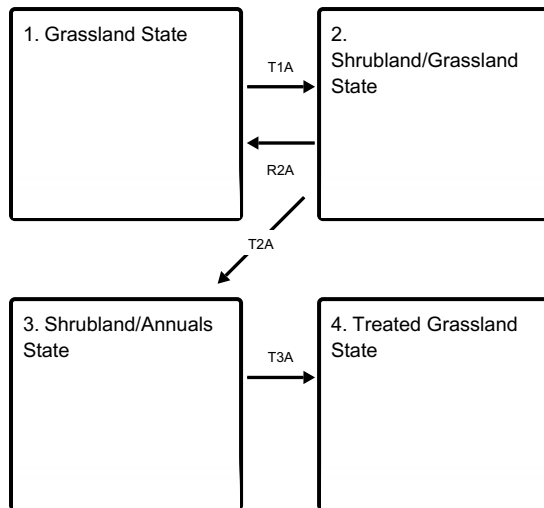 1. Grassland State
2.
Shrubland/Grassland
State
T1A
R2A
T2A
3. Shrubland/Annuals
State
4. Treated Grassland
State
T3A